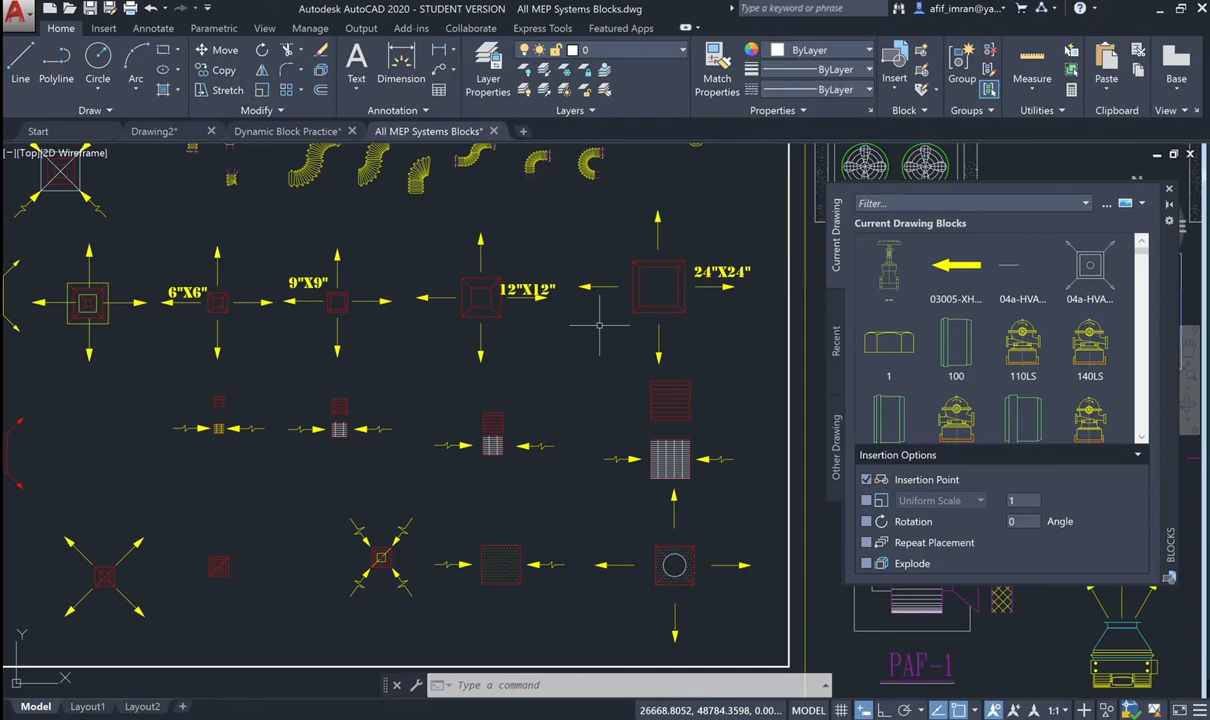 Autodesk AutoCAD 2020 - STUDENT VERSION All MEP Systems Blocks.dwg
Type a keyword or phrase
afif_imran@ya...
Home Insert Annotate Parametric View Manage Output Add-ins Collaborate Express Tools Featured Apps
Line Polyline Circle Arc
Move
Copy
Stretch
Text Dimension
Layer Properties
0
Match Properties
ByLayer
ByLayer
ByLayer
Insert Group Measure Paste Base
Draw Modify Annotation Layers Properties Block Groups Utilities Clipboard View
Start Drawing2* Dynamic Block Practice* All MEP Systems Blocks*
[−][Top][2D Wireframe]
6"X6" 9"X9" 12"X12" 24"X24"
Filter...
Current Drawing Blocks
Current Drawing
Recent
Other Drawing
-- 03005-XH... 04a-HVA... 04a-HVA...
1 100 110LS 140LS
Insertion Options
Insertion Point
Uniform Scale 1
Rotation 0 Angle
Repeat Placement
Explode
BLOCKS
PAF-1
Y
X
Type a command
Model Layout1 Layout2
26668.8052, 48784.3598, 0.00... MODEL 1:1